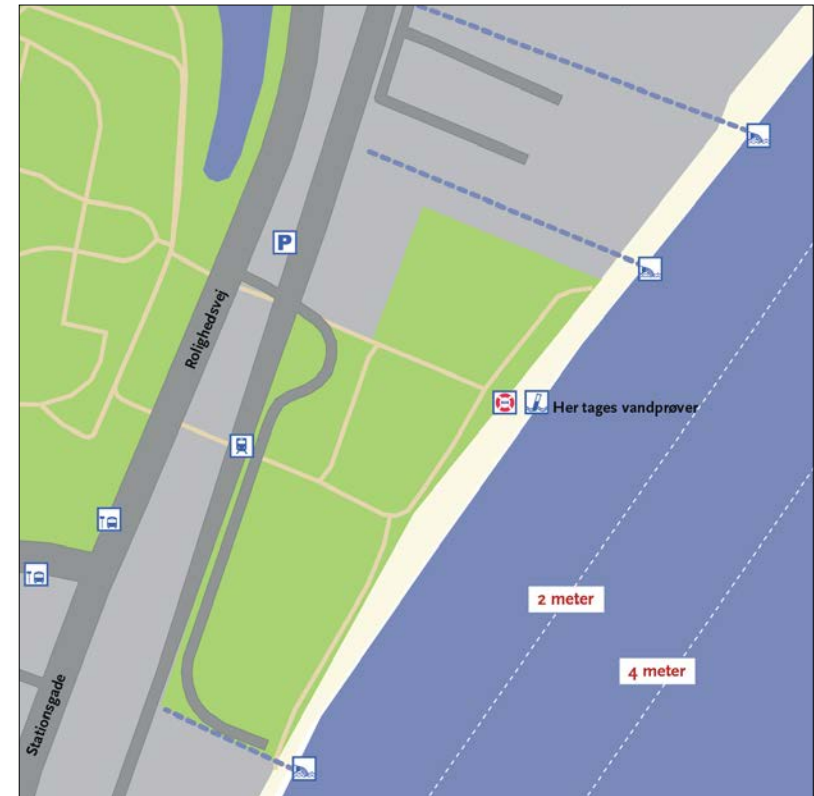 P
Rolighedsvej
Her tages vandprøver
2 meter
4 meter
Stationsgade